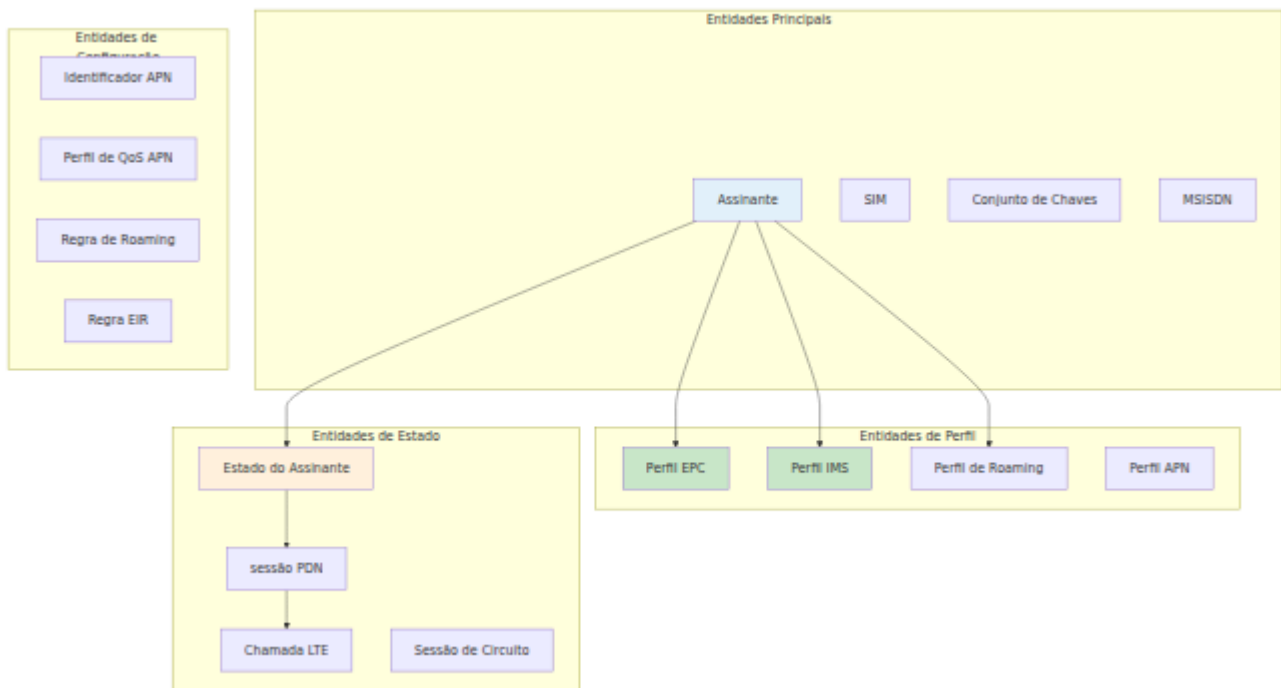 Entidades Principais
Entidades de
Configuração
Identificador APN
Perfil de QoS APN
Regra de Roaming
Regra EIR
Assinante
SIM
Conjunto de Chaves
MSISDN
Entidades de Estado
Estado do Assinante
sessão PDN
Chamada LTE
Sessão de Circuito
Entidades de Perfil
Perfil EPC
Perfil IMS
Perfil de Roaming
Perfil APN